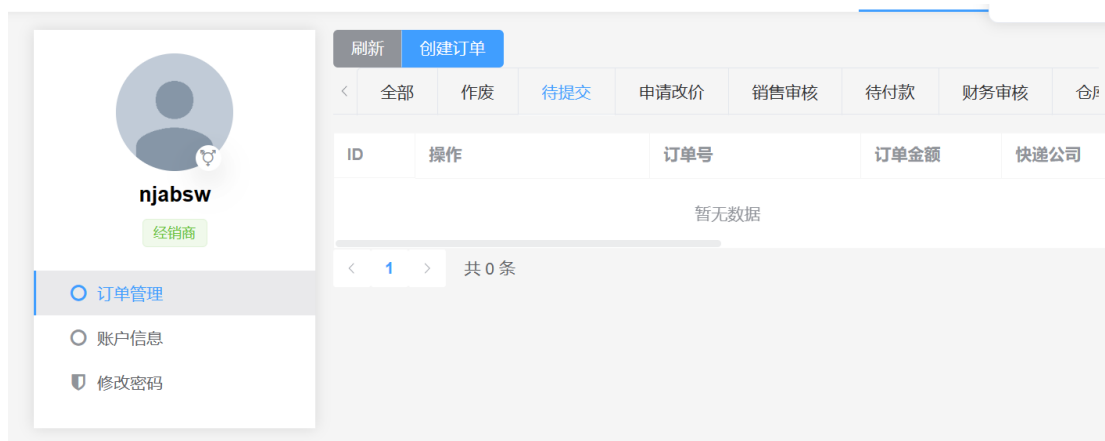 刷新 创建订单
全部 作废 待提交 申请改价 销售审核 待付款 财务审核
ID 操作 订单号 订单金额 快递公司
暂无数据
1 共 0 条
njabsw
经销商
订单管理
账户信息
修改密码